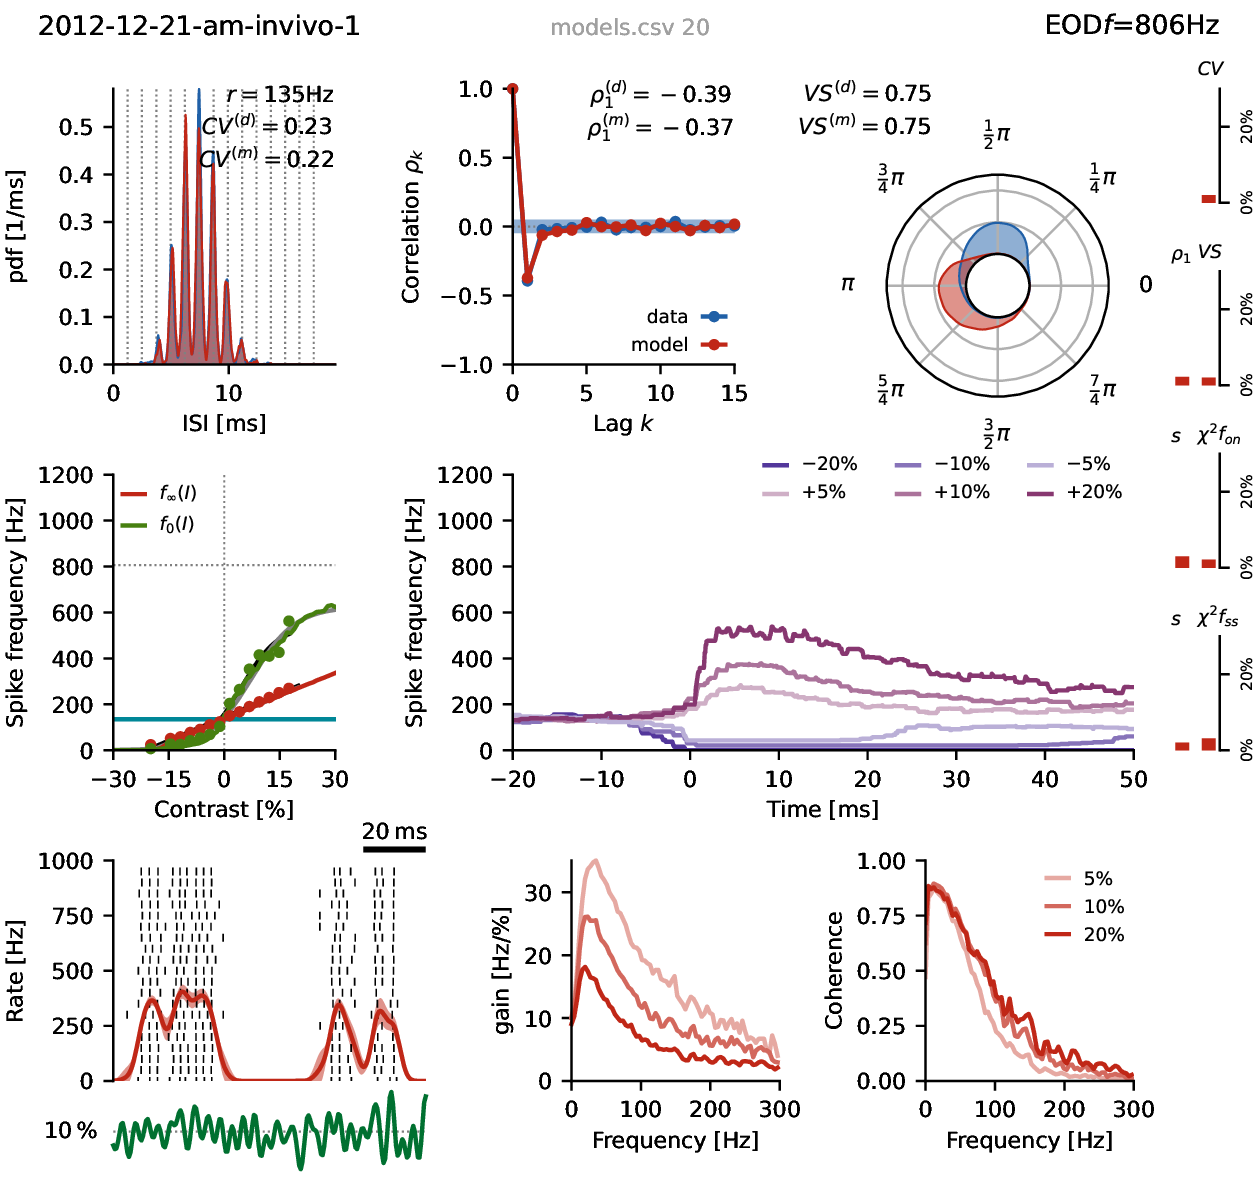 2012-12-21-am-invivo-1
models.csv 20
EODf=806Hz
r = 135Hz
CV(d) = 0.23
CV(m) = 0.22
pdf [1/ms]
0.5
0.4
0.3
0.2
0.1
0.0
0 10
ISI [ms]
ρ1(d) = −0.39
ρ1(m) = −0.37
Correlation ρk
1.0
0.5
0.0
−0.5
−1.0
data
model
0 5 10 15
Lag k
VS(d) = 0.75
VS(m) = 0.75
1/2 π
3/4 π
1/4 π
π
0
5/4 π
7/4 π
3/2 π
CV
20%
0%
ρ1 VS
20%
0%
s χ²fon
20%
0%
s χ²fss
20%
0%
Spike frequency [Hz]
1200
1000
800
600
400
200
0
f∞(I)
f0(I)
−30 −15 0 15 30
Contrast [%]
Spike frequency [Hz]
1200
1000
800
600
400
200
0
−20% −10% −5%
+5% +10% +20%
−20 −10 0 10 20 30 40 50
Time [ms]
20 ms
Rate [Hz]
1000
750
500
250
0
10 %
gain [Hz/%]
30
20
10
0
0 100 200 300
Frequency [Hz]
Coherence
1.00
0.75
0.50
0.25
0.00
5%
10%
20%
0 100 200 300
Frequency [Hz]